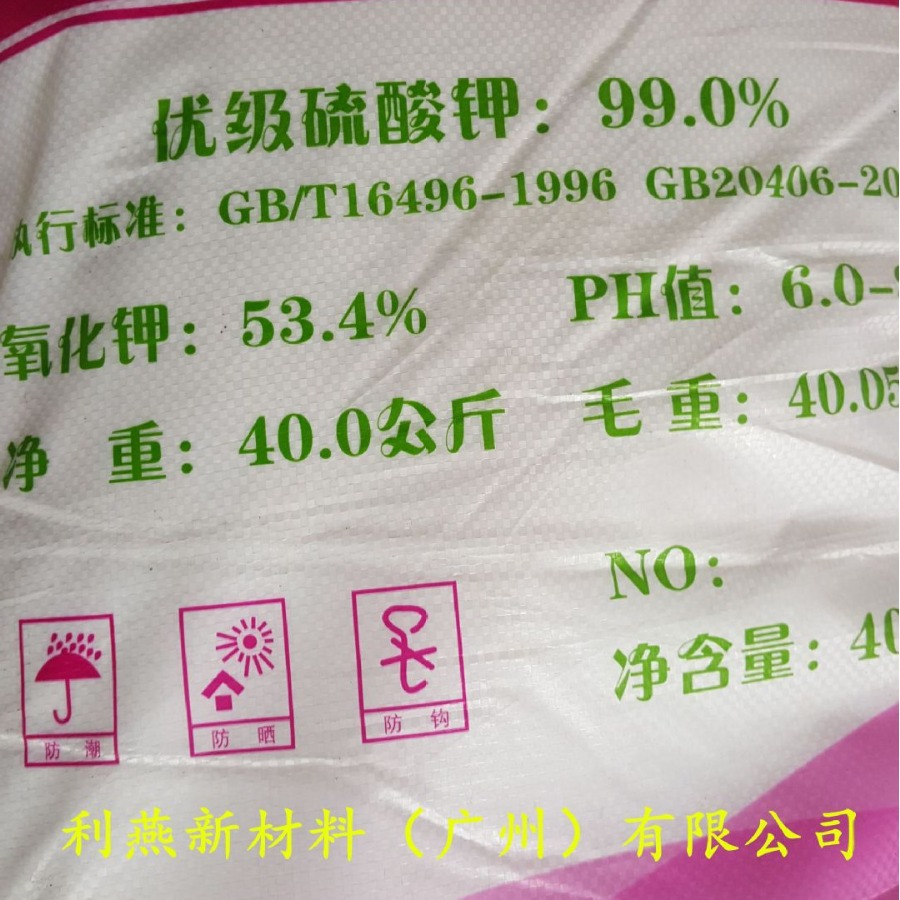 优级硫酸钾：99.0%
执行标准：GB/T16496-1996 GB20406-20
氧化钾：53.4% PH值：6.0-
净 重：40.0公斤 毛 重：40.05
NO：
净含量：40
防 潮 防 晒 防 钩
利燕新材料（广州）有限公司